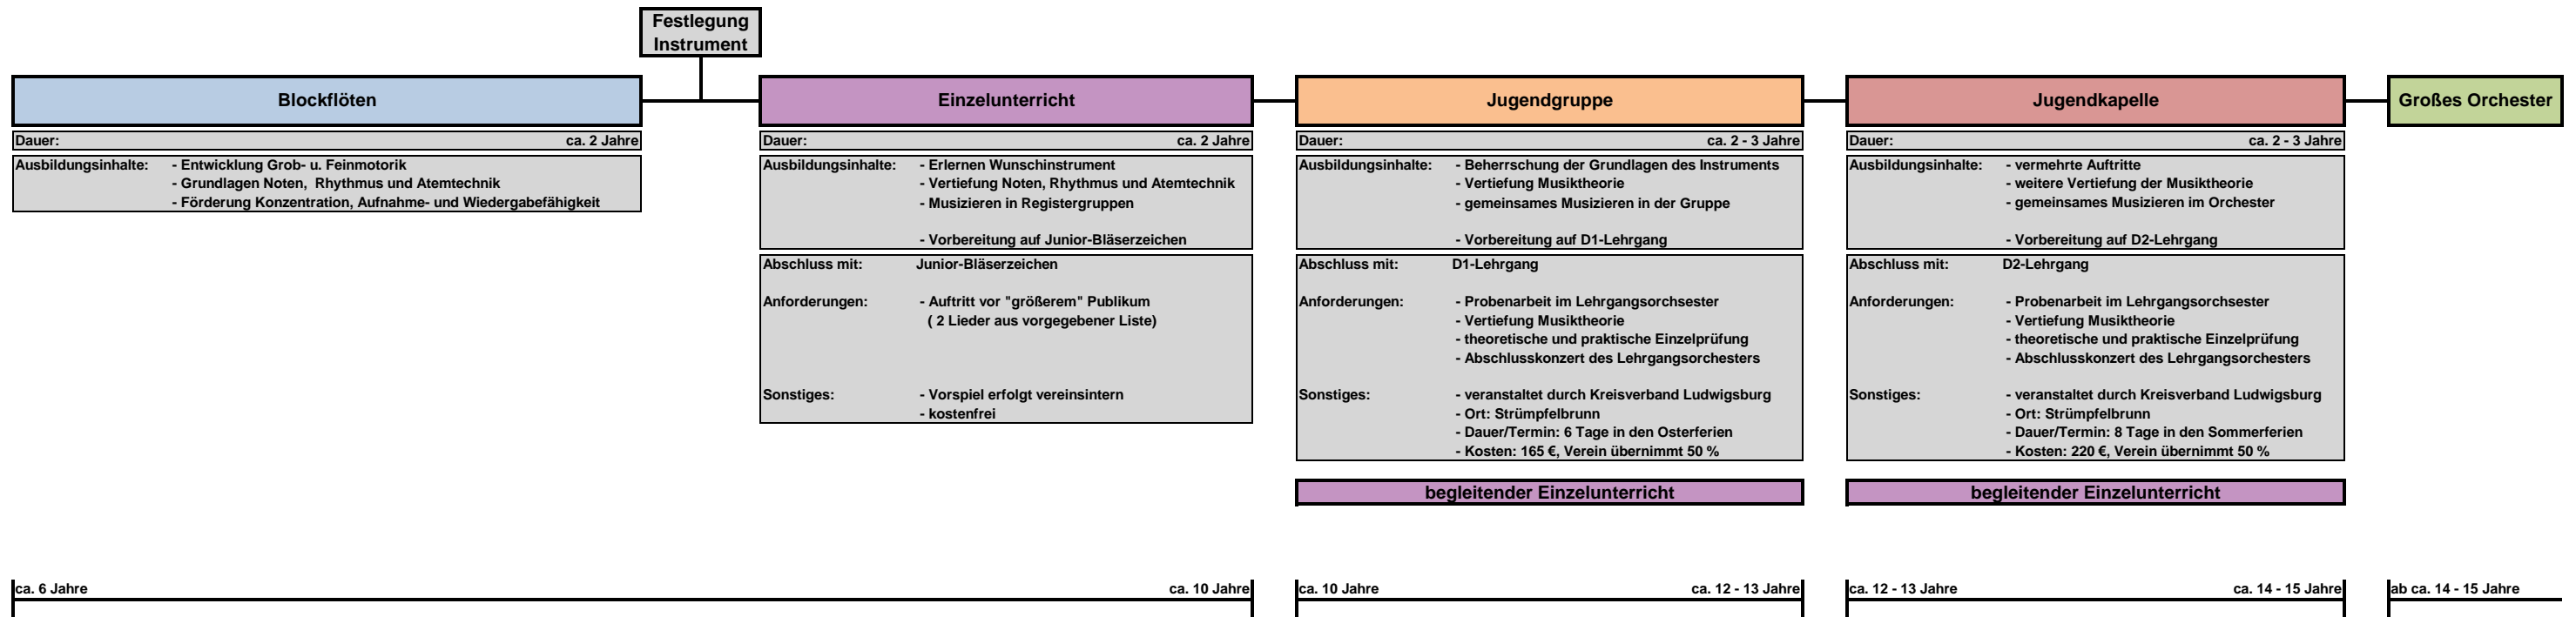 Festlegung
Instrument
Blockflöten
Dauer: ca. 2 Jahre
Ausbildungsinhalte: - Entwicklung Grob- u. Feinmotorik
- Grundlagen Noten, Rhythmus und Atemtechnik
- Förderung Konzentration, Aufnahme- und Wiedergabefähigkeit
Einzelunterricht
Dauer: ca. 2 Jahre
Ausbildungsinhalte: - Erlernen Wunschinstrument
- Vertiefung Noten, Rhythmus und Atemtechnik
- Musizieren in Registergruppen
- Vorbereitung auf Junior-Bläserzeichen
Abschluss mit: Junior-Bläserzeichen
Anforderungen: - Auftritt vor "größerem" Publikum
( 2 Lieder aus vorgegebener Liste)
Sonstiges: - Vorspiel erfolgt vereinsintern
- kostenfrei
Jugendgruppe
Dauer: ca. 2 - 3 Jahre
Ausbildungsinhalte: - Beherrschung der Grundlagen des Instruments
- Vertiefung Musiktheorie
- gemeinsames Musizieren in der Gruppe
- Vorbereitung auf D1-Lehrgang
Abschluss mit: D1-Lehrgang
Anforderungen: - Probenarbeit im Lehrgangsorchsester
- Vertiefung Musiktheorie
- theoretische und praktische Einzelprüfung
- Abschlusskonzert des Lehrgangsorchesters
Sonstiges: - veranstaltet durch Kreisverband Ludwigsburg
- Ort: Strümpfelbrunn
- Dauer/Termin: 6 Tage in den Osterferien
- Kosten: 165 €, Verein übernimmt 50 %
begleitender Einzelunterricht
Jugendkapelle
Dauer: ca. 2 - 3 Jahre
Ausbildungsinhalte: - vermehrte Auftritte
- weitere Vertiefung der Musiktheorie
- gemeinsames Musizieren im Orchester
- Vorbereitung auf D2-Lehrgang
Abschluss mit: D2-Lehrgang
Anforderungen: - Probenarbeit im Lehrgangsorchsester
- Vertiefung Musiktheorie
- theoretische und praktische Einzelprüfung
- Abschlusskonzert des Lehrgangsorchesters
Sonstiges: - veranstaltet durch Kreisverband Ludwigsburg
- Ort: Strümpfelbrunn
- Dauer/Termin: 8 Tage in den Sommerferien
- Kosten: 220 €, Verein übernimmt 50 %
begleitender Einzelunterricht
Großes Orchester
ca. 6 Jahre ca. 10 Jahre
ca. 10 Jahre ca. 12 - 13 Jahre
ca. 12 - 13 Jahre ca. 14 - 15 Jahre
ab ca. 14 - 15 Jahre